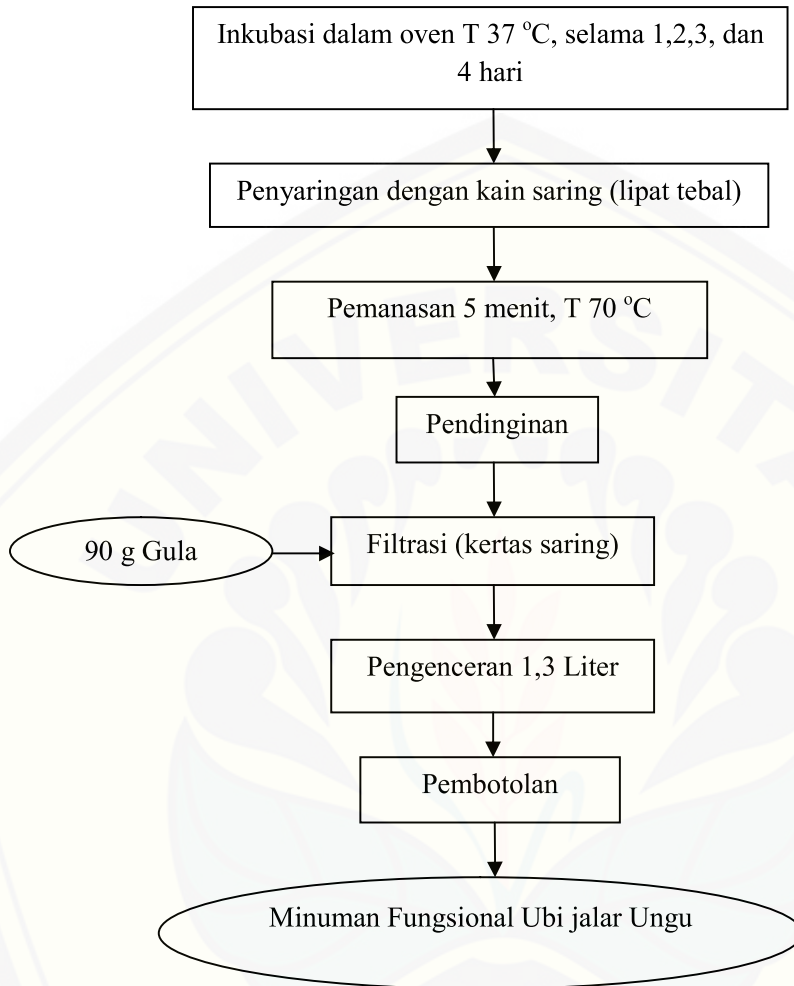 Inkubasi dalam oven T 37 °C, selama 1,2,3, dan
4 hari
Penyaringan dengan kain saring (lipat tebal)
Pemanasan 5 menit, T 70 °C
Pendinginan
90 g Gula
Filtrasi (kertas saring)
Pengenceran 1,3 Liter
Pembotolan
Minuman Fungsional Ubi jalar Ungu
UNIVERSITA